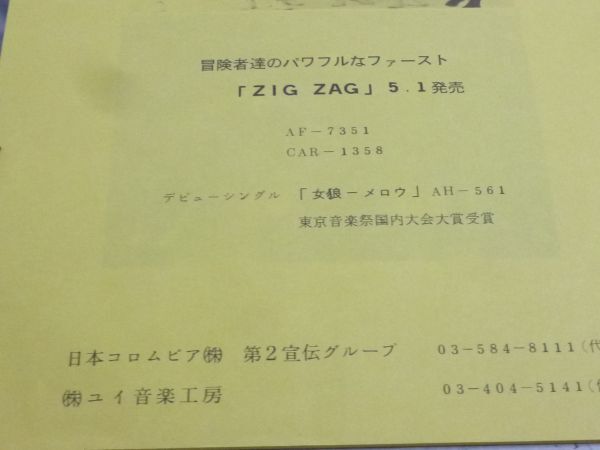 冒険者達のパワフルなファースト
「ZIG ZAG」5.1発売
AF-7351
CAR-1358
デビューシングル 「女狼-メロウ」AH-561
東京音楽祭国内大会大賞受賞
日本コロムビア㈱ 第2宣伝グループ 03-584-8111(代
㈱ユイ音楽工房 03-404-5141(代